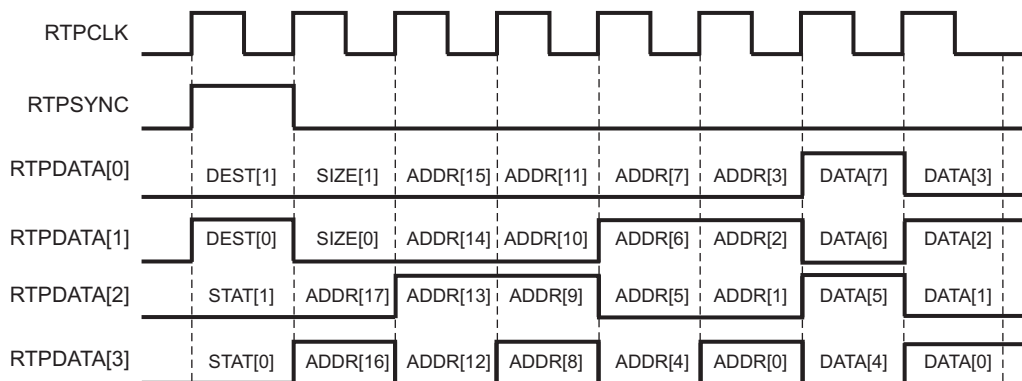 RTPCLK
RTPSYNC
RTPDATA[0] DEST[1] SIZE[1] ADDR[15] ADDR[11] ADDR[7] ADDR[3] DATA[7] DATA[3]
RTPDATA[1] DEST[0] SIZE[0] ADDR[14] ADDR[10] ADDR[6] ADDR[2] DATA[6] DATA[2]
RTPDATA[2] STAT[1] ADDR[17] ADDR[13] ADDR[9] ADDR[5] ADDR[1] DATA[5] DATA[1]
RTPDATA[3] STAT[0] ADDR[16] ADDR[12] ADDR[8] ADDR[4] ADDR[0] DATA[4] DATA[0]